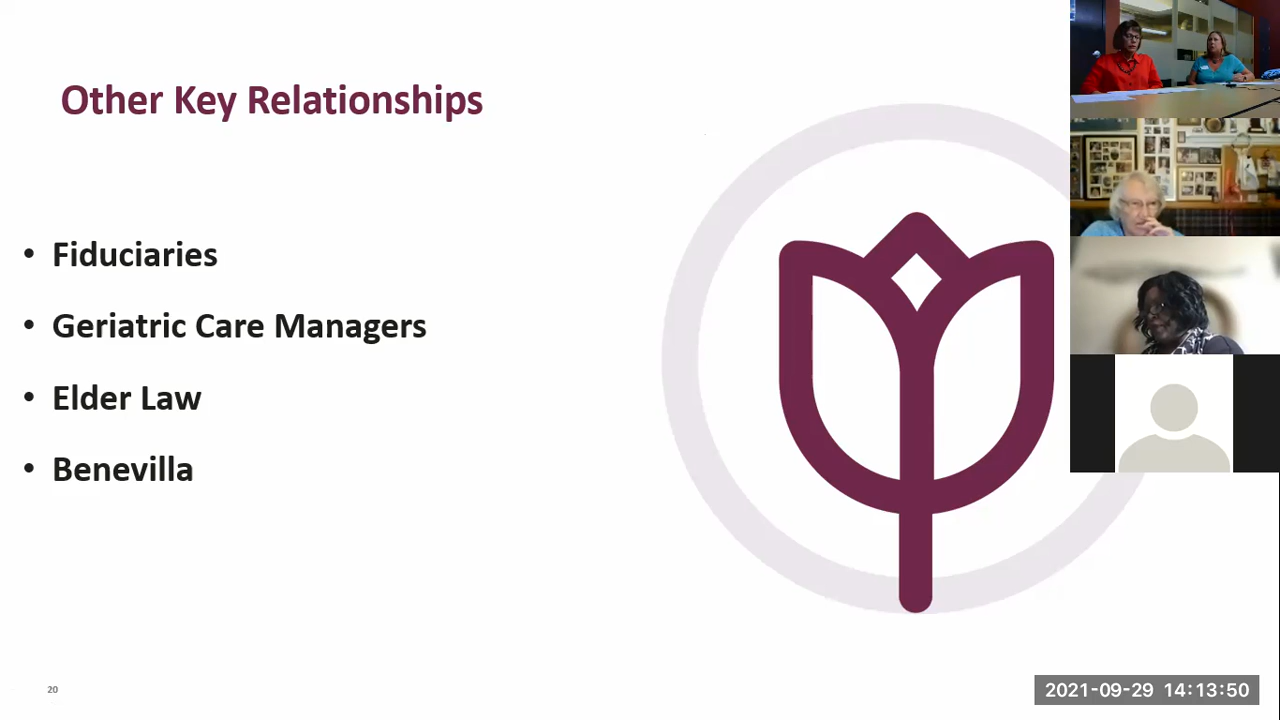 Other Key Relationships
• Fiduciaries
• Geriatric Care Managers
• Elder Law
• Benevilla
20
2021-09-29 14:13:50